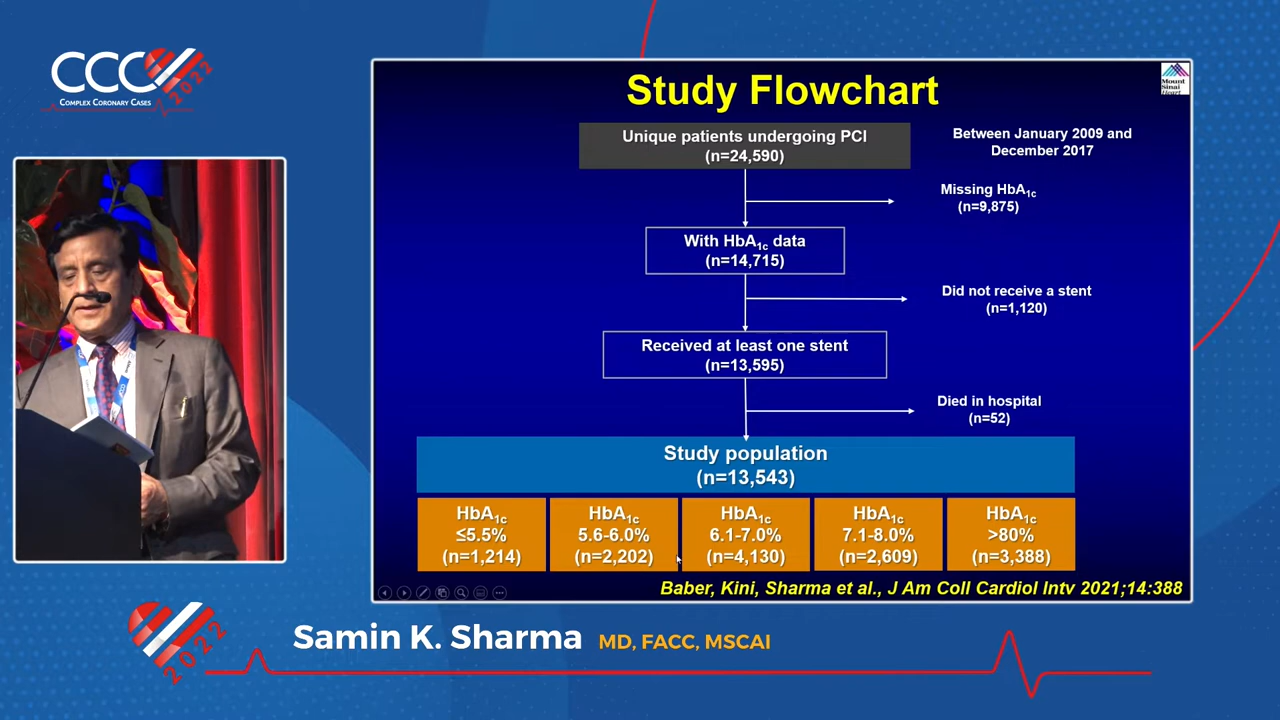 CCC 2022
COMPLEX CORONARY CASES
Study Flowchart
Mount
Sinai
Heart
Unique patients undergoing PCI
(n=24,590)
Between January 2009 and
December 2017
Missing HbA1c
(n=9,875)
With HbA1c data
(n=14,715)
Did not receive a stent
(n=1,120)
Received at least one stent
(n=13,595)
Died in hospital
(n=52)
Study population
(n=13,543)
HbA1c
≤5.5%
(n=1,214)
HbA1c
5.6-6.0%
(n=2,202)
HbA1c
6.1-7.0%
(n=4,130)
HbA1c
7.1-8.0%
(n=2,609)
HbA1c
>80%
(n=3,388)
Baber, Kini, Sharma et al., J Am Coll Cardiol Intv 2021;14:388
2022
Samin K. Sharma MD, FACC, MSCAI